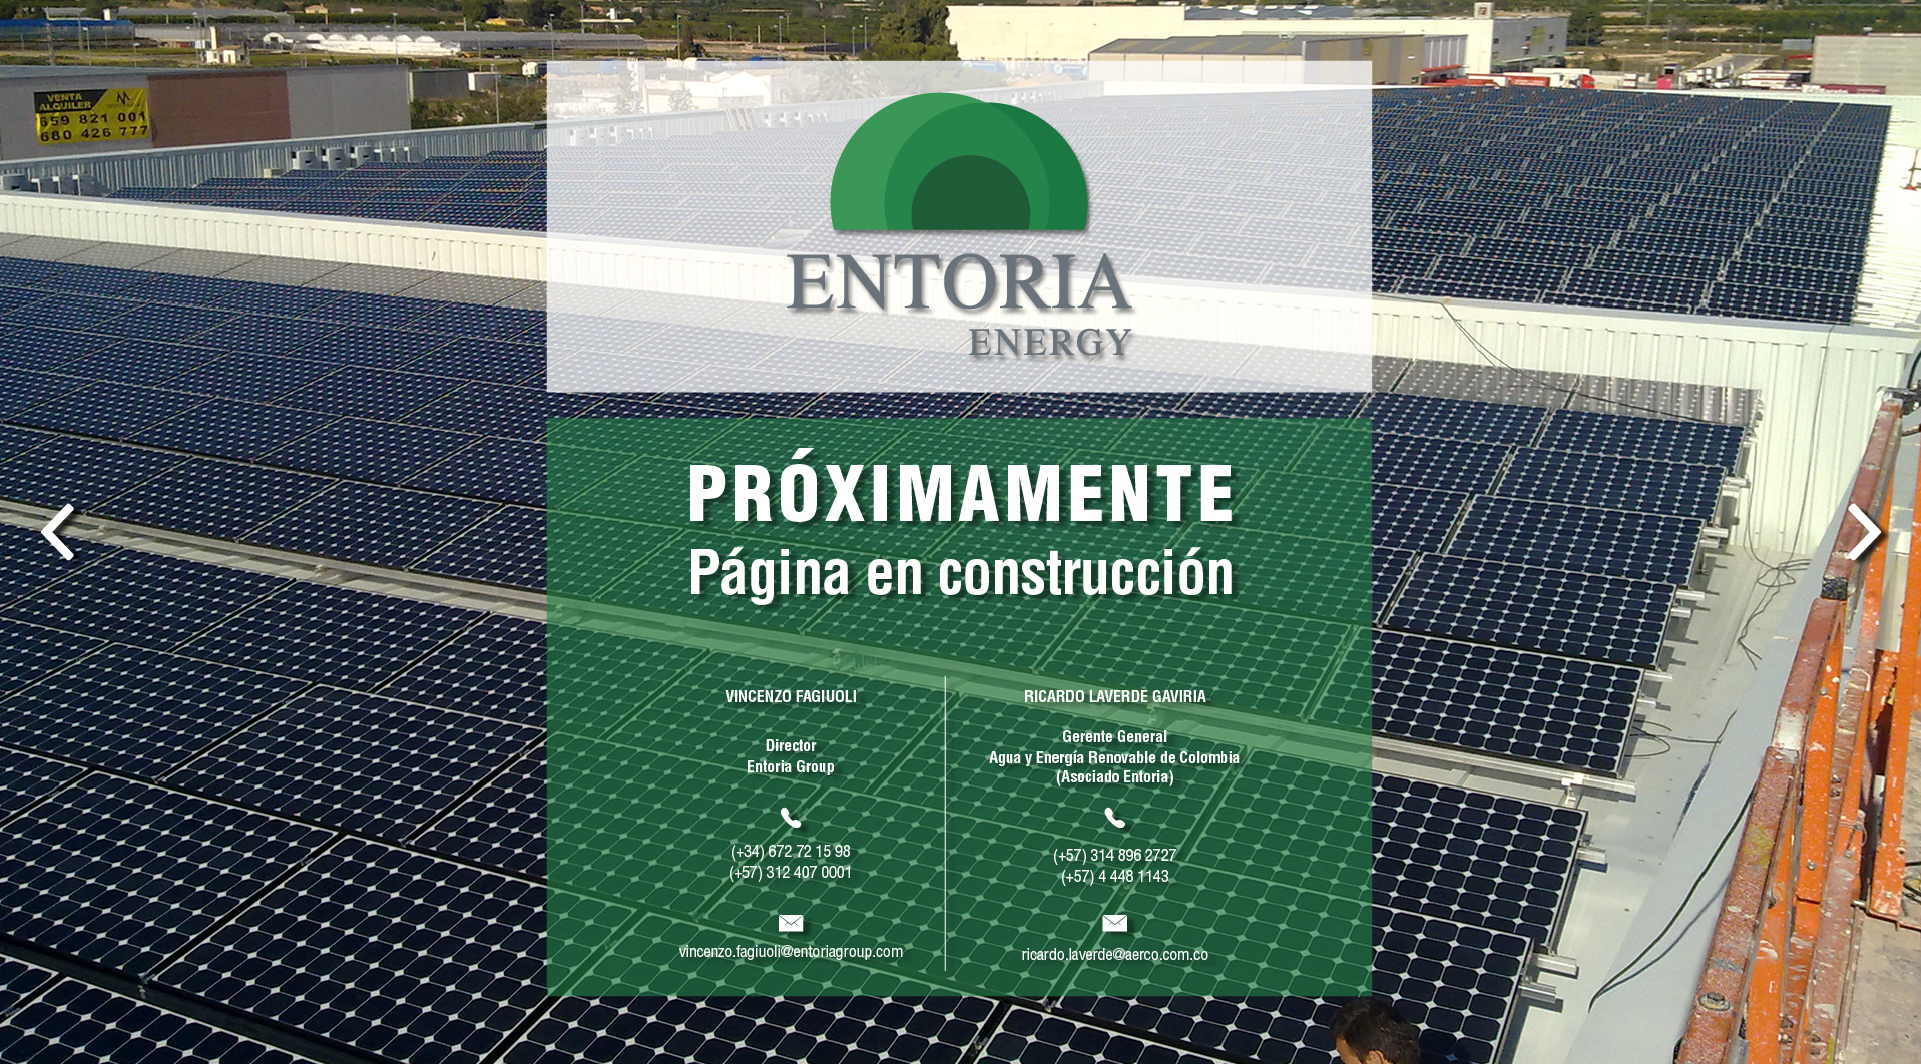 VENTA
ALQUILER
659 821 001
680 426 777
ENTORIA
ENERGY
PRÓXIMAMENTE
Página en construcción
VINCENZO FAGIUOLI
Director
Entoria Group
(+34) 672 72 15 98
(+57) 312 407 0001
vincenzo.fagiuoli@entoriagroup.com
RICARDO LAVERDE GAVIRIA
Gerente General
Agua y Energía Renovable de Colombia
(Asociado Entoria)
(+57) 314 896 2727
(+57) 4 448 1143
ricardo.laverde@aerco.com.co